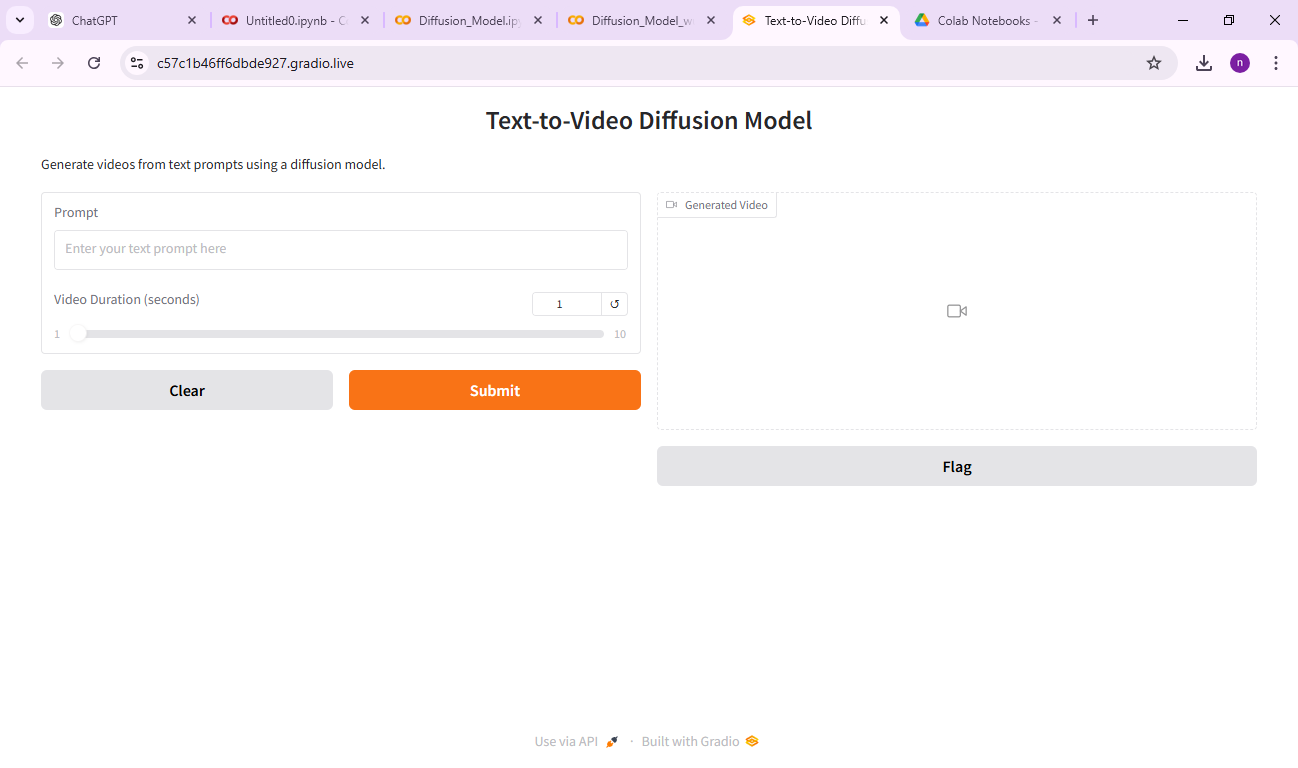 ChatGPT
Untitled0.ipynb - C
Diffusion_Model.ipy
Diffusion_Model_w
Text-to-Video Diffu
Colab Notebooks -
c57c1b46ff6dbde927.gradio.live
n
Text-to-Video Diffusion Model
Generate videos from text prompts using a diffusion model.
Prompt
Enter your text prompt here
Video Duration (seconds)
1
1
10
Clear
Submit
Generated Video
Flag
Use via API
·
Built with Gradio